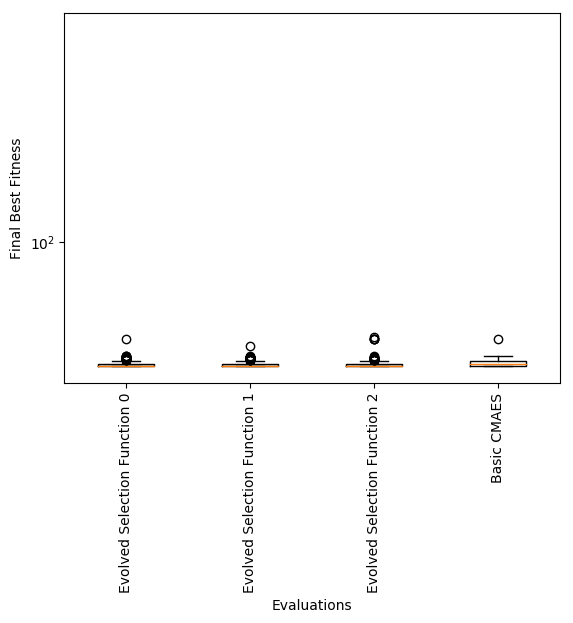 Final Best Fitness
10²
Evolved Selection Function 0
Evolved Selection Function 1
Evolved Selection Function 2
Basic CMAES
Evaluations